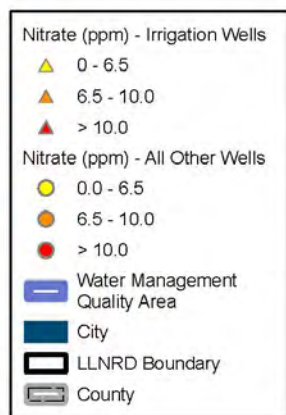 Nitrate (ppm) - Irrigation Wells
0 - 6.5
6.5 - 10.0
> 10.0
Nitrate (ppm) - All Other Wells
0.0 - 6.5
6.5 - 10.0
> 10.0
Water Management
Quality Area
City
LLNRD Boundary
County